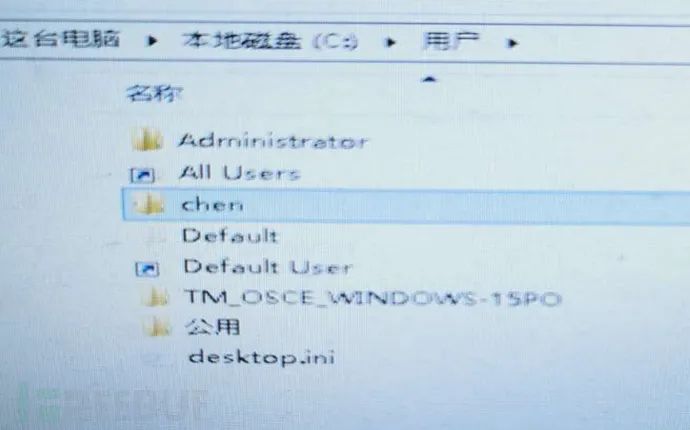 这台电脑 ▸ 本地磁盘 (C:) ▸ 用户 ▸
名称
Administrator
All Users
chen
Default
Default User
TM_OSCE_WINDOWS-15PO
公用
desktop.ini